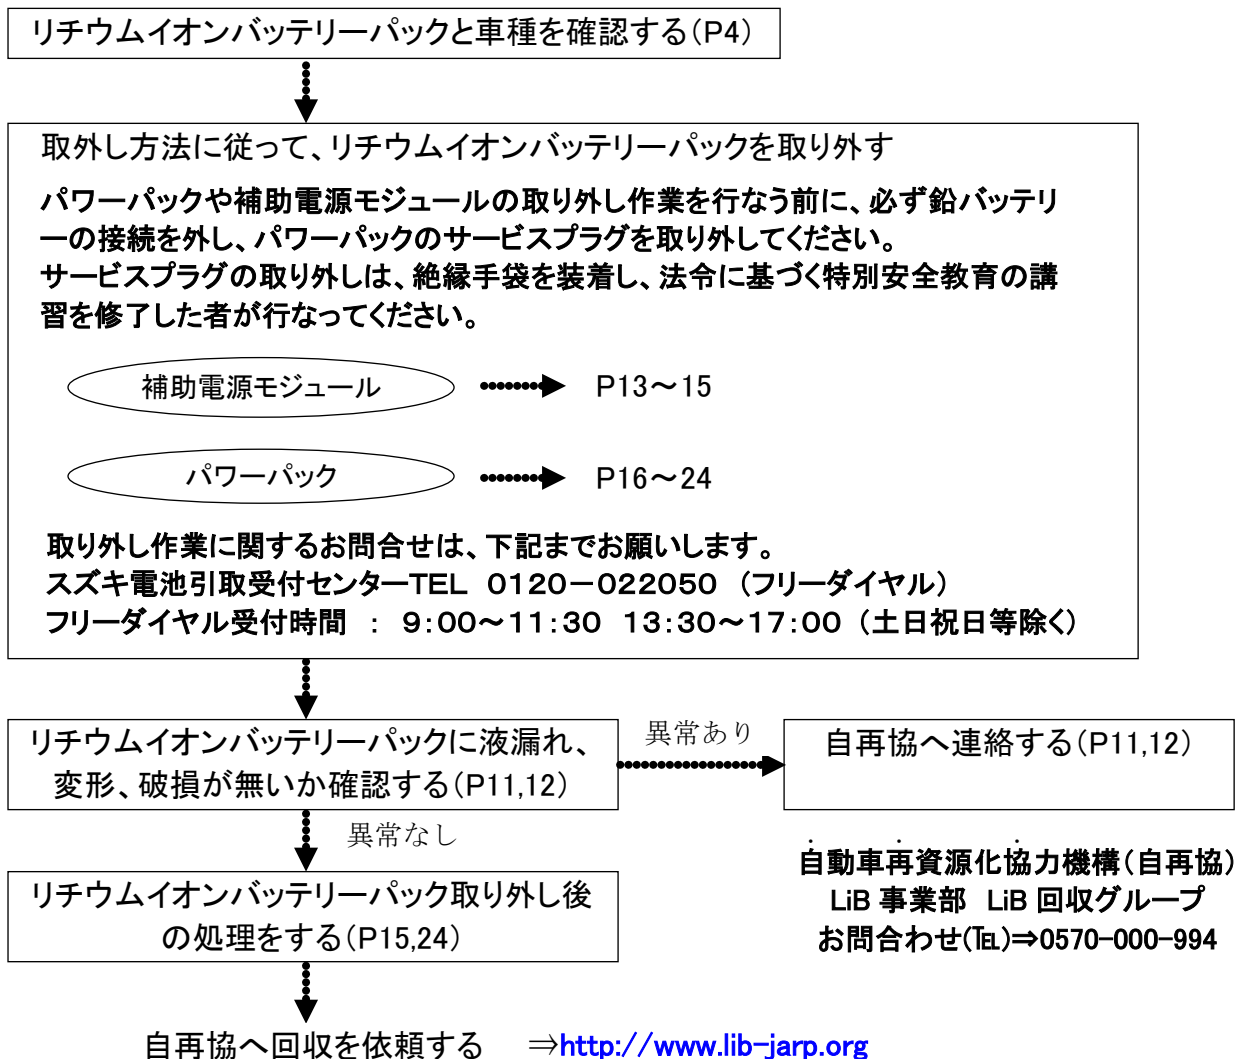 リチウムイオンバッテリーパックと車種を確認する(P4)
取外し方法に従って、リチウムイオンバッテリーパックを取り外す
パワーパックや補助電源モジュールの取り外し作業を行なう前に、必ず鉛バッテリ
ーの接続を外し、パワーパックのサービスプラグを取り外してください。
サービスプラグの取り外しは、絶縁手袋を装着し、法令に基づく特別安全教育の講
習を修了した者が行なってください。
補助電源モジュール P13～15
パワーパック P16～24
取り外し作業に関するお問合せは、下記までお願いします。
スズキ電池引取受付センターTEL 0120－022050 （フリーダイヤル）
フリーダイヤル受付時間 ： 9：00～11：30 13：30～17：00 （土日祝日等除く）
リチウムイオンバッテリーパックに液漏れ、
変形、破損が無いか確認する(P11,12)
異常あり
自再協へ連絡する(P11,12)
異常なし
自動車再資源化協力機構(自再協)
LiB 事業部 LiB 回収グループ
お問合わせ(℡)⇒0570-000-994
リチウムイオンバッテリーパック取り外し後
の処理をする(P15,24)
自再協へ回収を依頼する ⇒http://www.lib-jarp.org